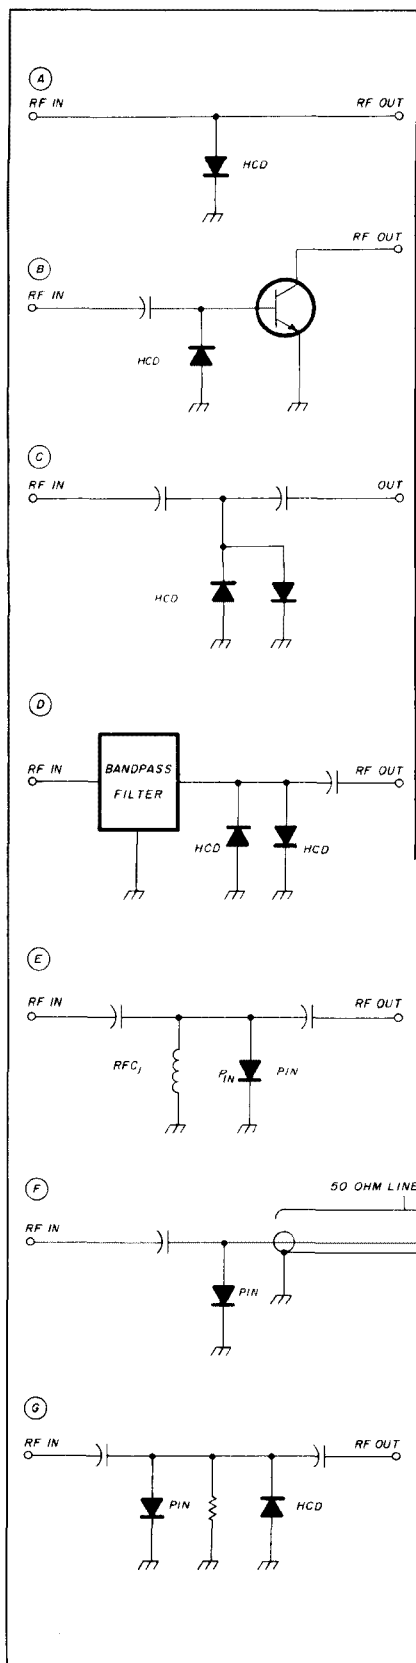 A
RF IN RF OUT
HCD
RF OUT
B
RF IN
HCD
C
RF IN OUT
HCD
D
RF IN BANDPASS FILTER RF OUT
HCD HCD
E
RF IN RF OUT
RFC1 PIN PIN
F
50 OHM LINE
RF IN
PIN
G
RF IN RF OUT
PIN HCD